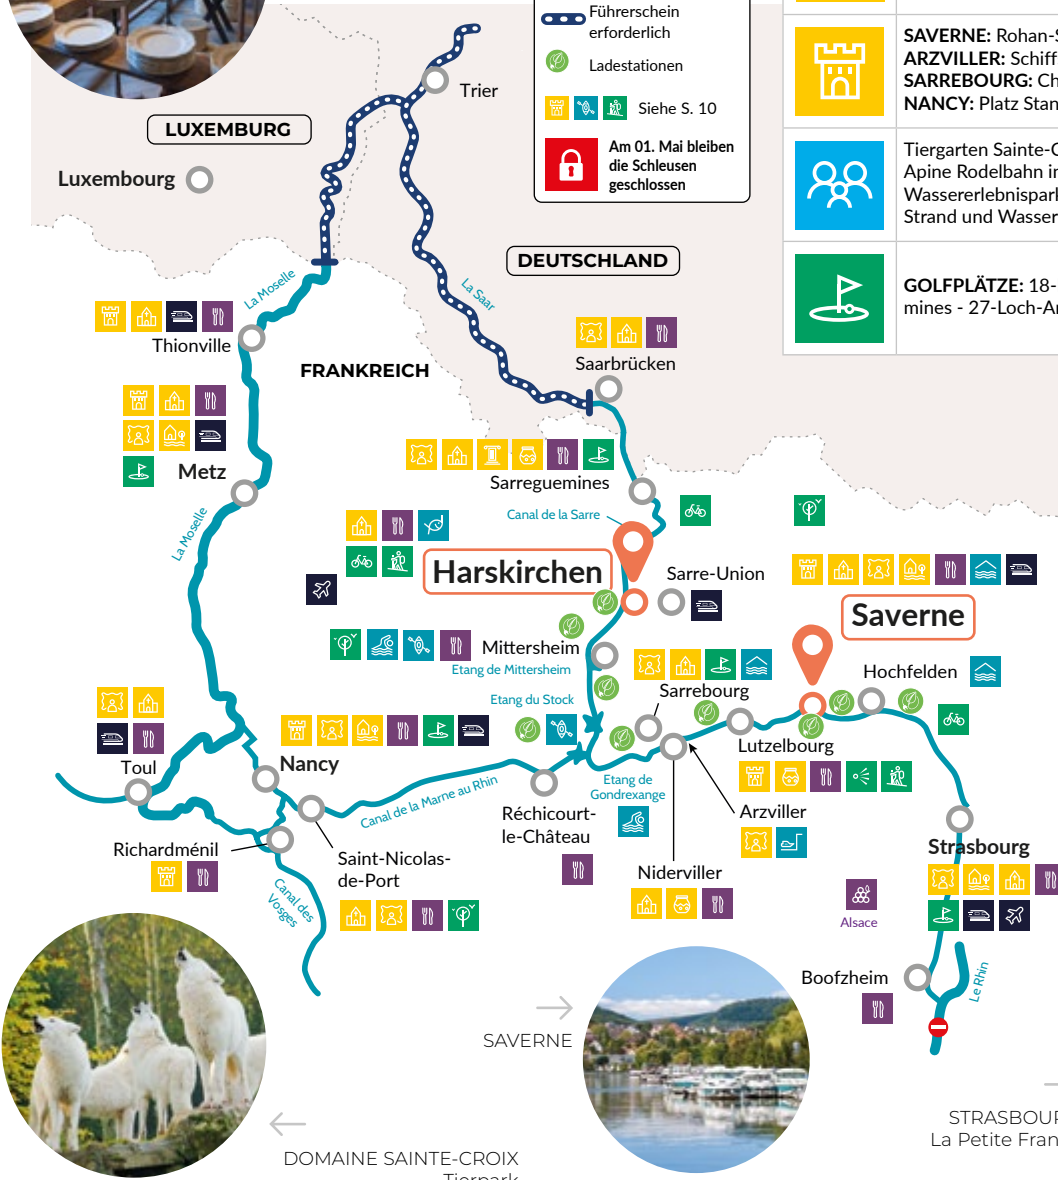 Führerschein
erforderlich
Ladestationen
Siehe S. 10
Am 01. Mai bleiben
die Schleusen
geschlossen
SAVERNE: Rohan-S
ARZVILLER: Schiff
SARREBOURG: Ch
NANCY: Platz Stan
Tiergarten Sainte-C
Apine Rodelbahn in
Wassererlebnispark
Strand und Wasser
GOLFPLÄTZE: 18-
mines - 27-Loch-An
Trier
LUXEMBURG
Luxembourg
DEUTSCHLAND
La Moselle
La Saar
Thionville
FRANKREICH
Saarbrücken
Metz
Sarreguemines
Canal de la Sarre
La Moselle
Harskirchen
Sarre-Union
Saverne
Mittersheim
Etang de Mittersheim
Hochfelden
Etang du Stock
Sarrebourg
Lutzelbourg
Toul
Nancy
Canal de la Marne au Rhin
Etang de
Gondrexange
Réchicourt-
le-Château
Arzviller
Richardménil
Saint-Nicolas-
de-Port
Niderviller
Strasbourg
Canal des
Vosges
Alsace
Boofzheim
Le Rhin
SAVERNE
STRASBOUR
La Petite Fran
DOMAINE SAINTE-CROIX
Tierpark